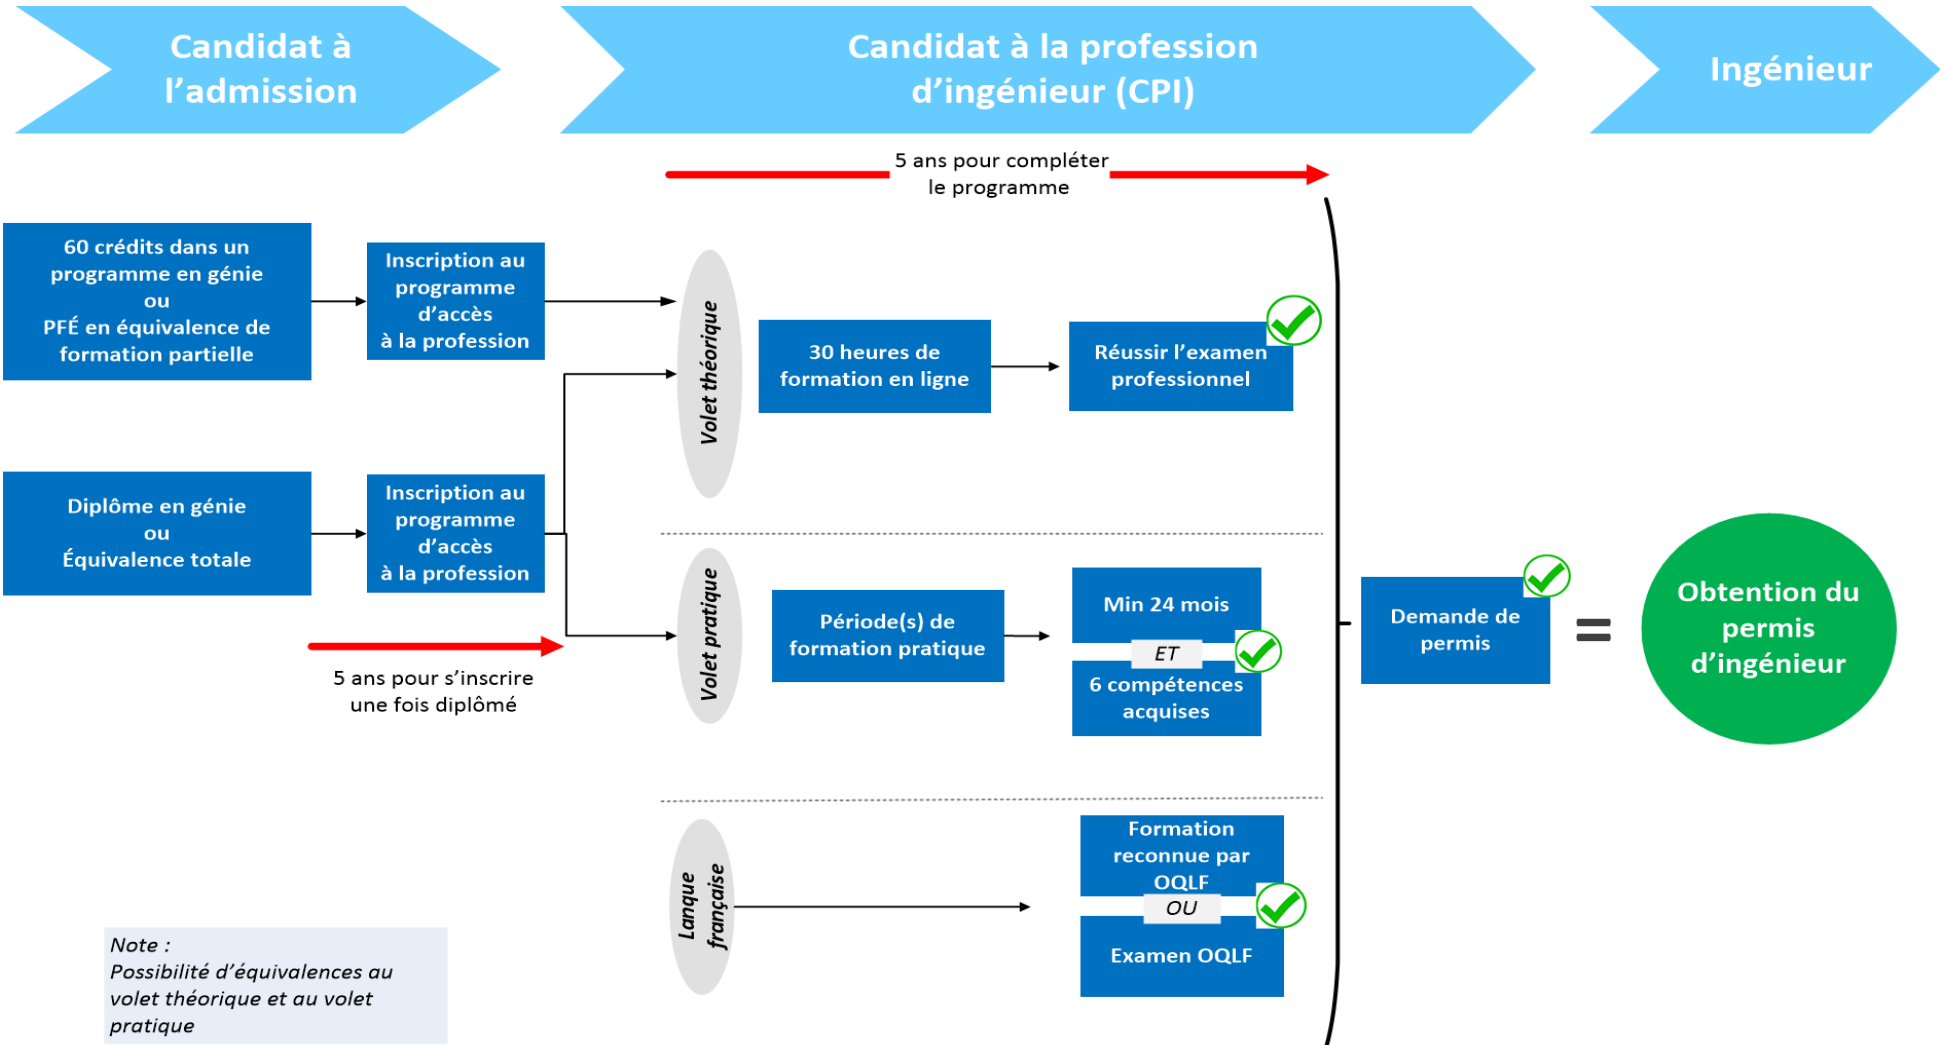 Candidat à
l’admission
Candidat à la profession
d’ingénieur (CPI)
Ingénieur
5 ans pour compléter
le programme
60 crédits dans un
programme en génie
ou
PFÉ en équivalence de
formation partielle
Inscription au
programme
d’accès
à la profession
Volet théorique
30 heures de
formation en ligne
Réussir l’examen
professionnel
Diplôme en génie
ou
Équivalence totale
Inscription au
programme
d’accès
à la profession
5 ans pour s’inscrire
une fois diplômé
Volet pratique
Période(s) de
formation pratique
Min 24 mois
ET
6 compétences
acquises
Demande de
permis
=
Obtention du
permis
d’ingénieur
Lanque
française
Formation
reconnue par
OQLF
OU
Examen OQLF
Note :
Possibilité d’équivalences au
volet théorique et au volet
pratique